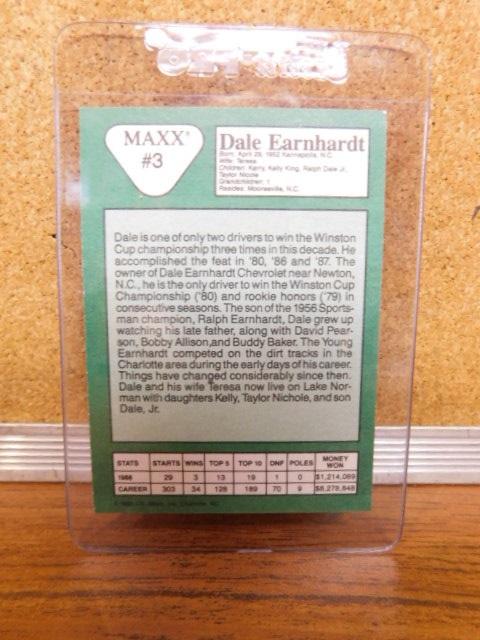 MAXX®
#3
Dale Earnhardt
Born: April 29, 1952 Kannapolis, N.C.
Wife: Teresa
Children: Kerry, Kelly King, Ralph Dale Jr.,
Taylor Nicole
Grandchildren: 1
Resides: Mooresville, N.C.
Dale is one of only two drivers to win the Winston
Cup championship three times in this decade. He
accomplished the feat in '80, '86 and '87. The
owner of Dale Earnhardt Chevrolet near Newton,
N.C., he is the only driver to win the Winston Cup
Championship ('80) and rookie honors ('79) in
consecutive seasons. The son of the 1956 Sports-
man champion, Ralph Earnhardt, Dale grew up
watching his late father, along with David Pear-
son, Bobby Allison,and Buddy Baker. The Young
Earnhardt competed on the dirt tracks in the
Charlotte area during the early days of his career.
Things have changed considerably since then.
Dale and his wife Teresa now live on Lake Nor-
man with daughters Kelly, Taylor Nichole, and son
Dale, Jr.
STATS STARTS WINS TOP 5 TOP 10 DNF POLES MONEY WON
1988 29 3 13 19 1 0 $1,214,089
CAREER 303 34 128 189 70 9 $8,278,848